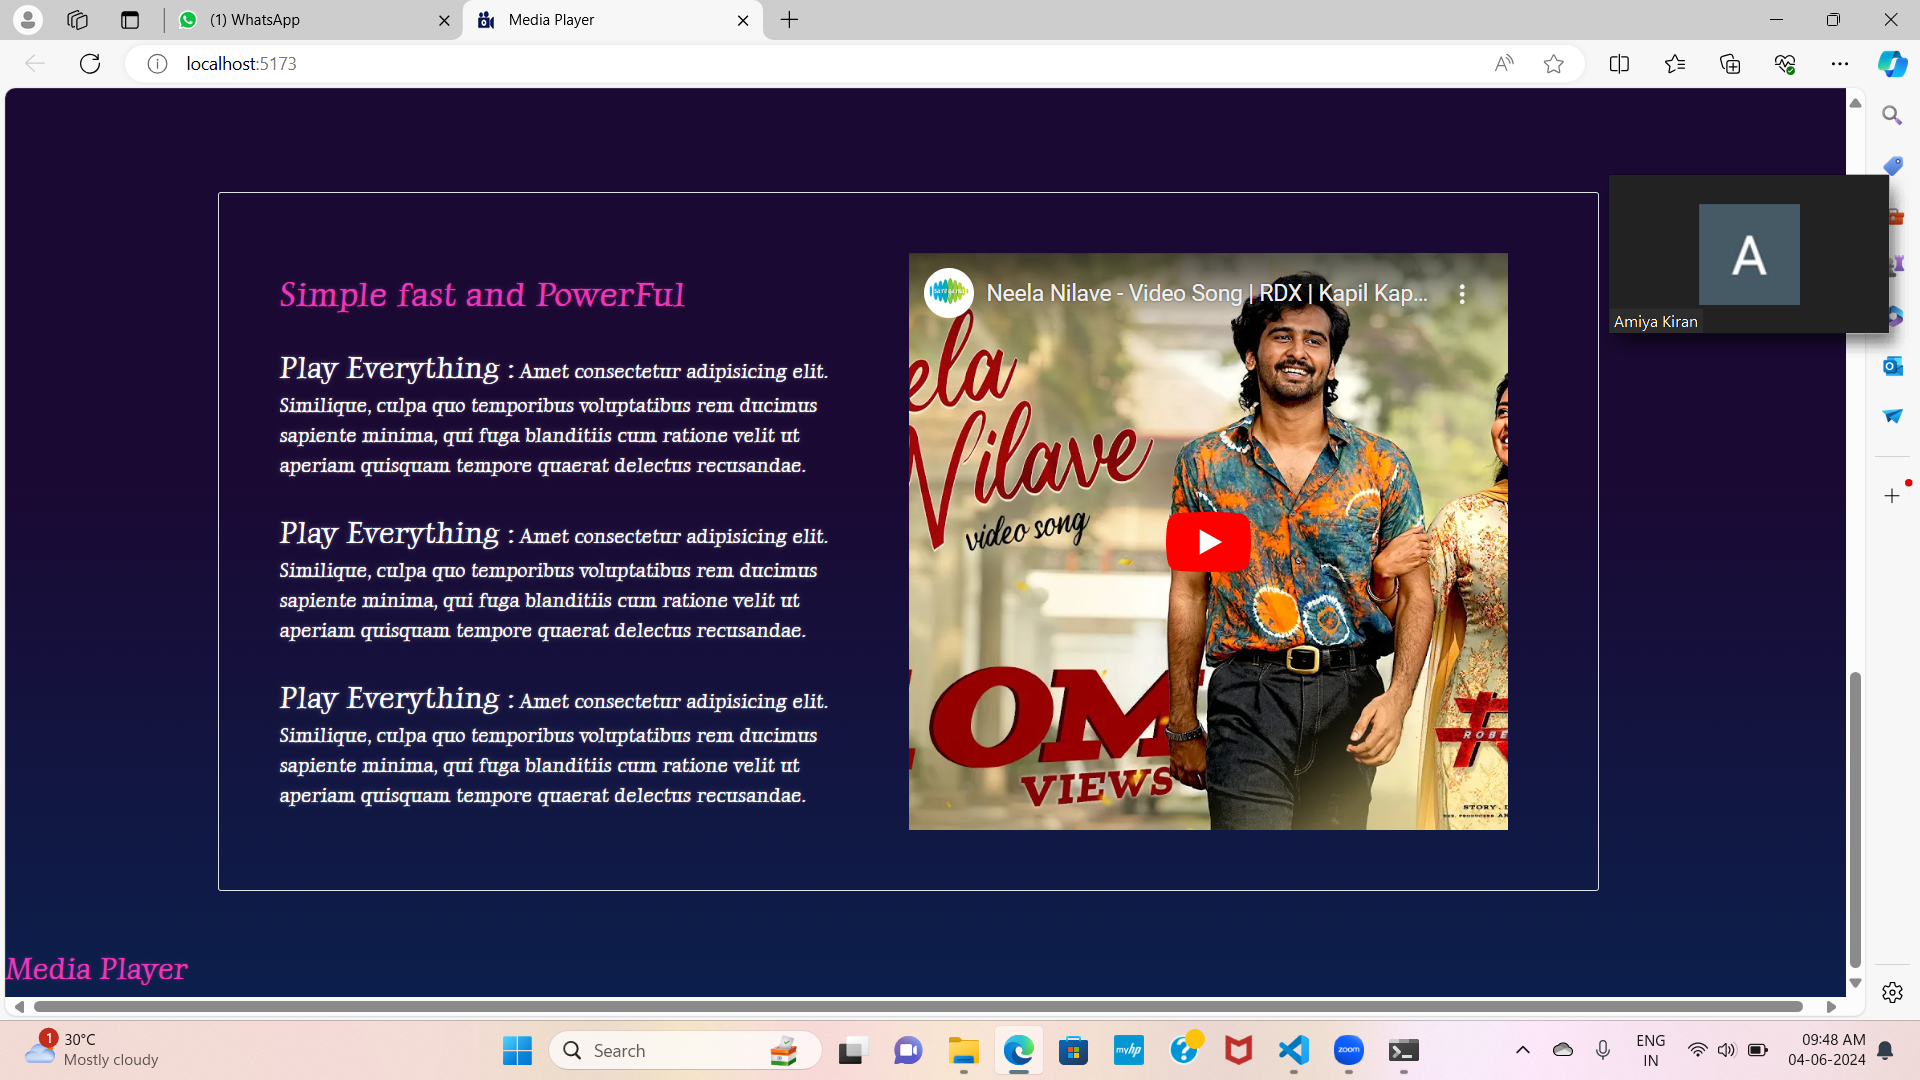 (1) WhatsApp
Media Player
localhost:5173
Simple fast and PowerFul
Play Everything : Amet consectetur adipisicing elit.
Similique, culpa quo temporibus voluptatibus rem ducimus
sapiente minima, qui fuga blanditiis cum ratione velit ut
aperiam quisquam tempore quaerat delectus recusandae.
Play Everything : Amet consectetur adipisicing elit.
Similique, culpa quo temporibus voluptatibus rem ducimus
sapiente minima, qui fuga blanditiis cum ratione velit ut
aperiam quisquam tempore quaerat delectus recusandae.
Play Everything : Amet consectetur adipisicing elit.
Similique, culpa quo temporibus voluptatibus rem ducimus
sapiente minima, qui fuga blanditiis cum ratione velit ut
aperiam quisquam tempore quaerat delectus recusandae.
Neela Nilave - Video Song | RDX | Kapil Kap...
ela
Nilave
video song
OM
VIEWS
ROBE
STORY . D
A
Amiya Kiran
Media Player
1
30°C
Mostly cloudy
Search
myhp
zoom
ENG
IN
09:48 AM
04-06-2024